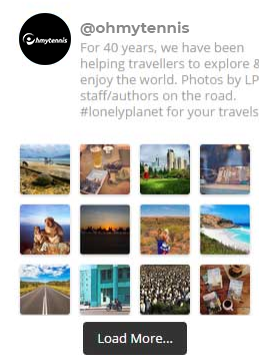 @ohmytennis
ohmytennis
For 40 years, we have been
helping travellers to explore &
enjoy the world. Photos by LP
staff/authors on the road.
#lonelyplanet for your travels
Load More...